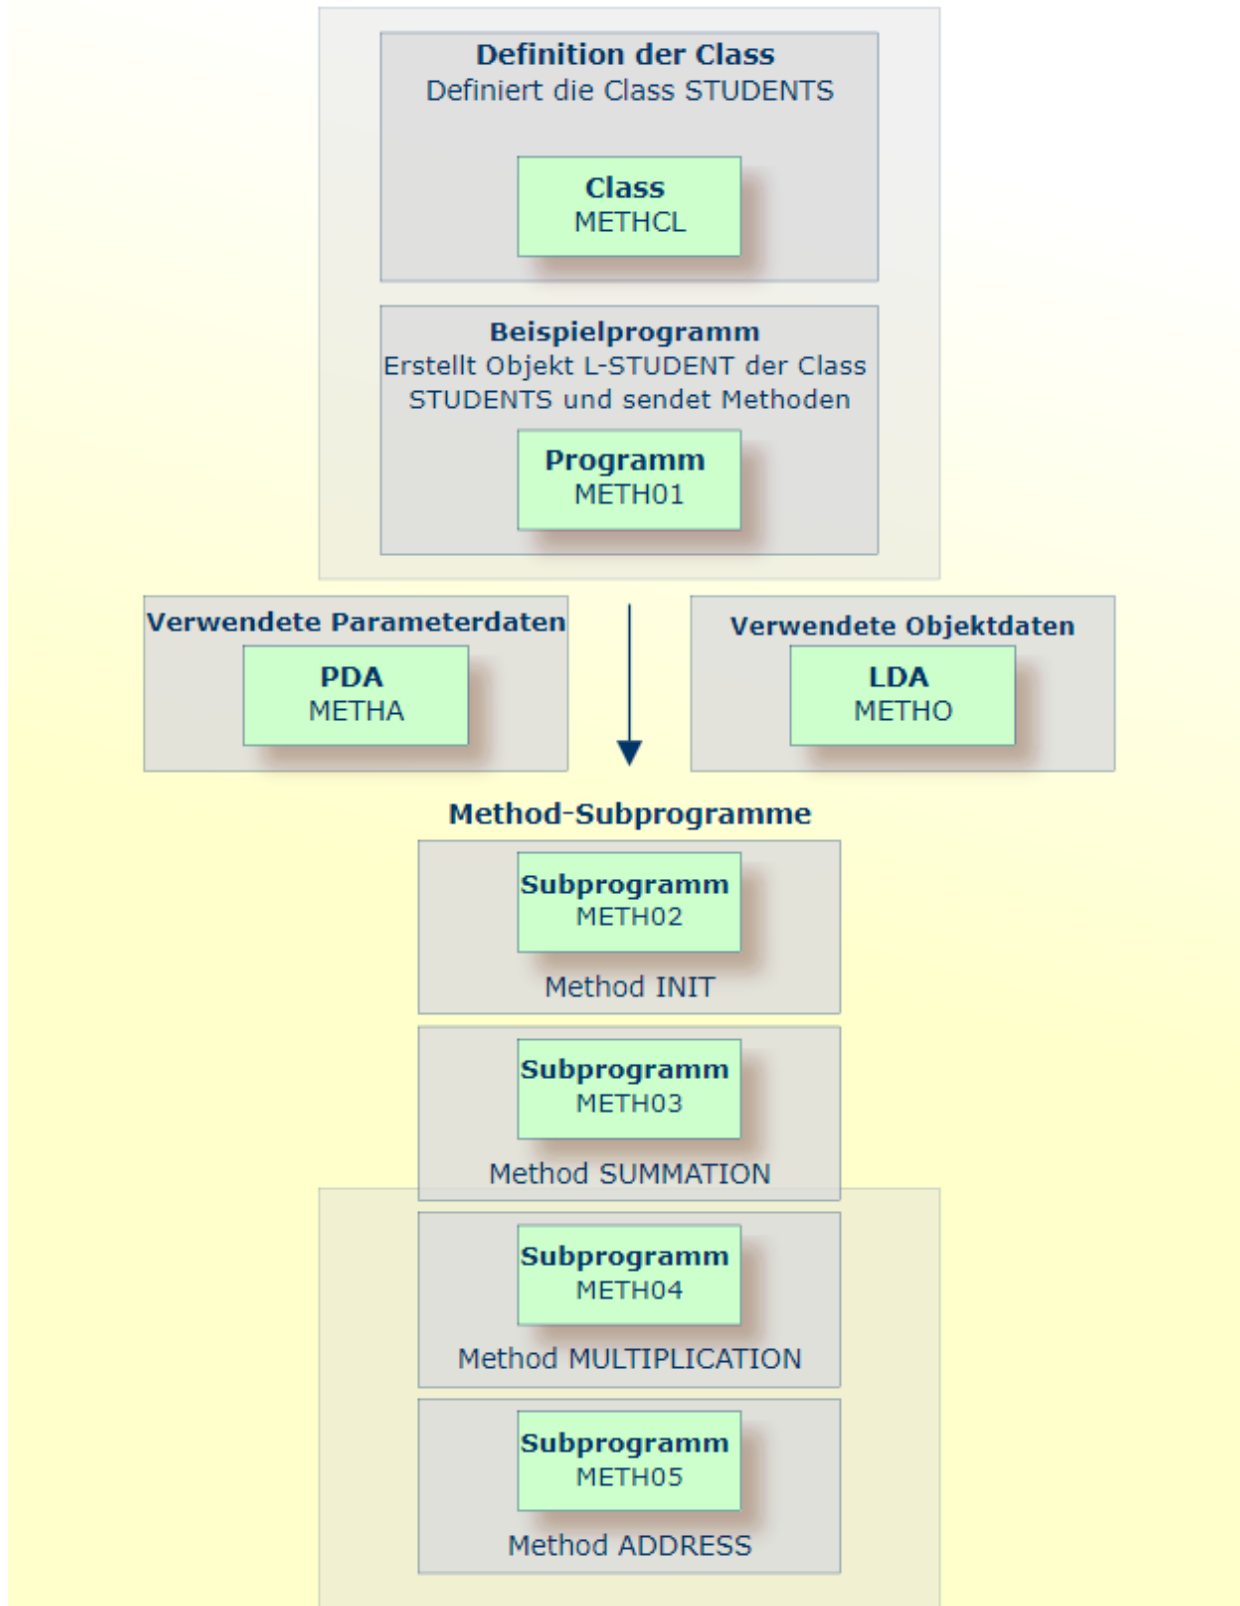 Definition der Class
Definiert die Class STUDENTS
Class
METHCL
Beispielprogramm
Erstellt Objekt L-STUDENT der Class
STUDENTS und sendet Methoden
Programm
METH01
Verwendete Parameterdaten
PDA
METHA
Verwendete Objektdaten
LDA
METHO
Method-Subprogramme
Subprogramm
METH02
Method INIT
Subprogramm
METH03
Method SUMMATION
Subprogramm
METH04
Method MULTIPLICATION
Subprogramm
METH05
Method ADDRESS